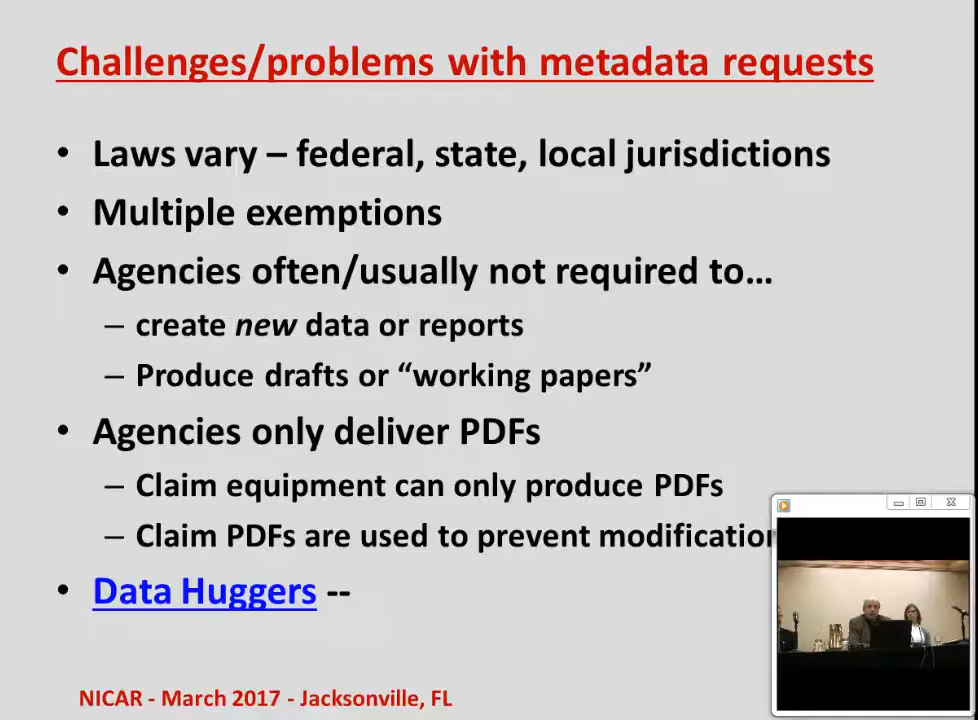 Challenges/problems with metadata requests
• Laws vary – federal, state, local jurisdictions
• Multiple exemptions
• Agencies often/usually not required to…
– create new data or reports
– Produce drafts or “working papers”
• Agencies only deliver PDFs
– Claim equipment can only produce PDFs
– Claim PDFs are used to prevent modification
• Data Huggers --
NICAR - March 2017 - Jacksonville, FL